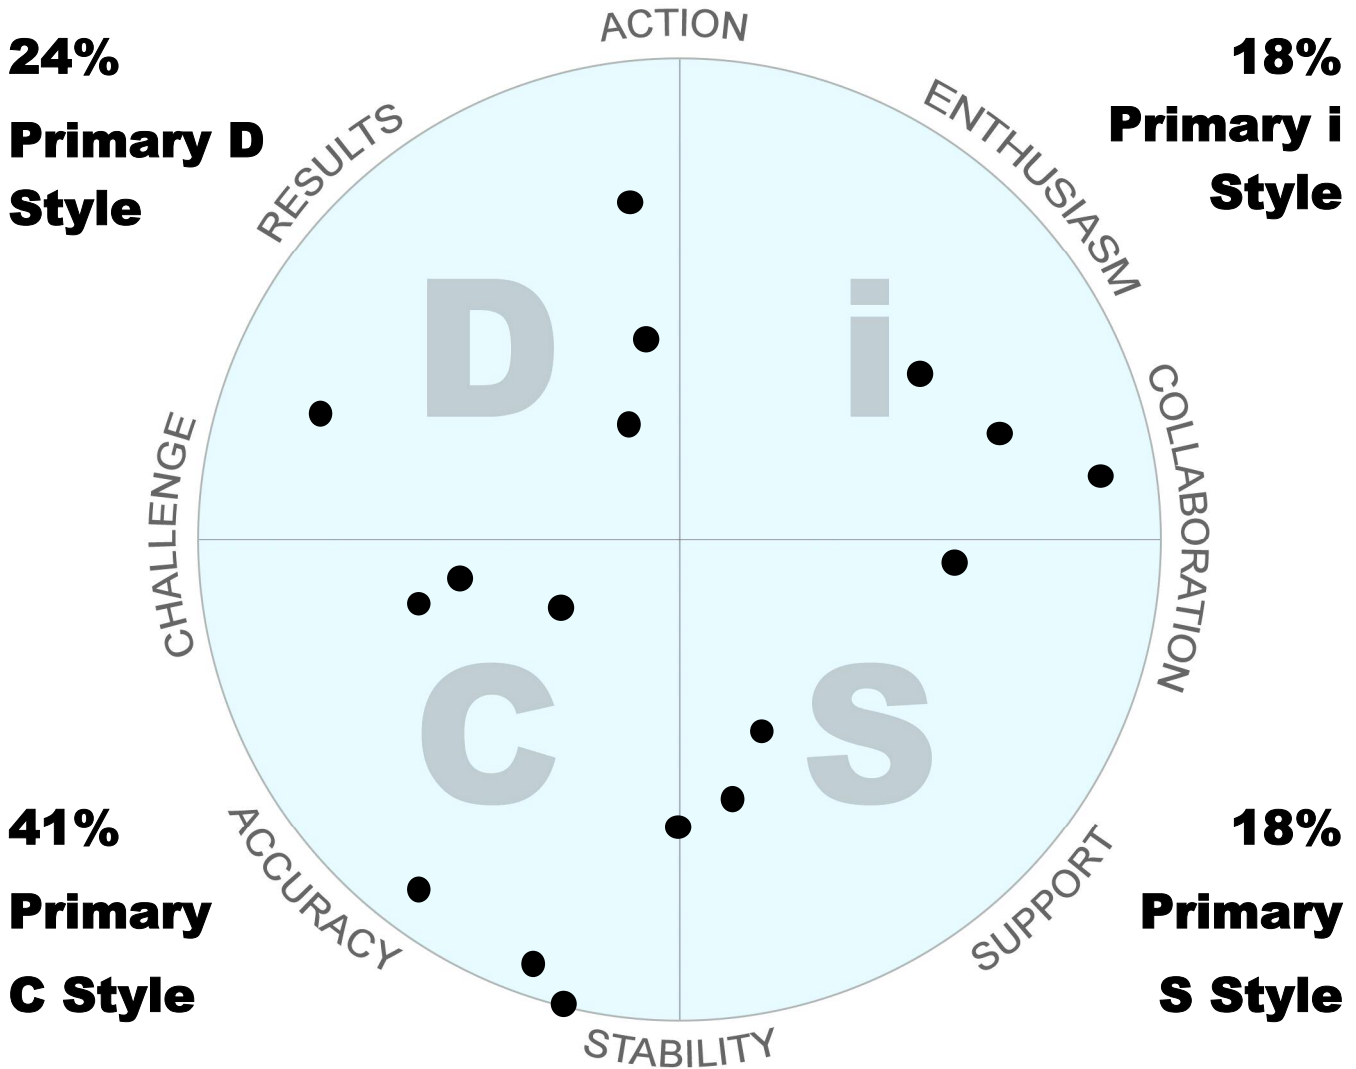 ACTION
24%
Primary D
Style
18%
Primary i
Style
RESULTS
ENTHUSIASM
D
i
CHALLENGE
COLLABORATION
C
S
41%
Primary
C Style
18%
Primary
S Style
ACCURACY
SUPPORT
STABILITY